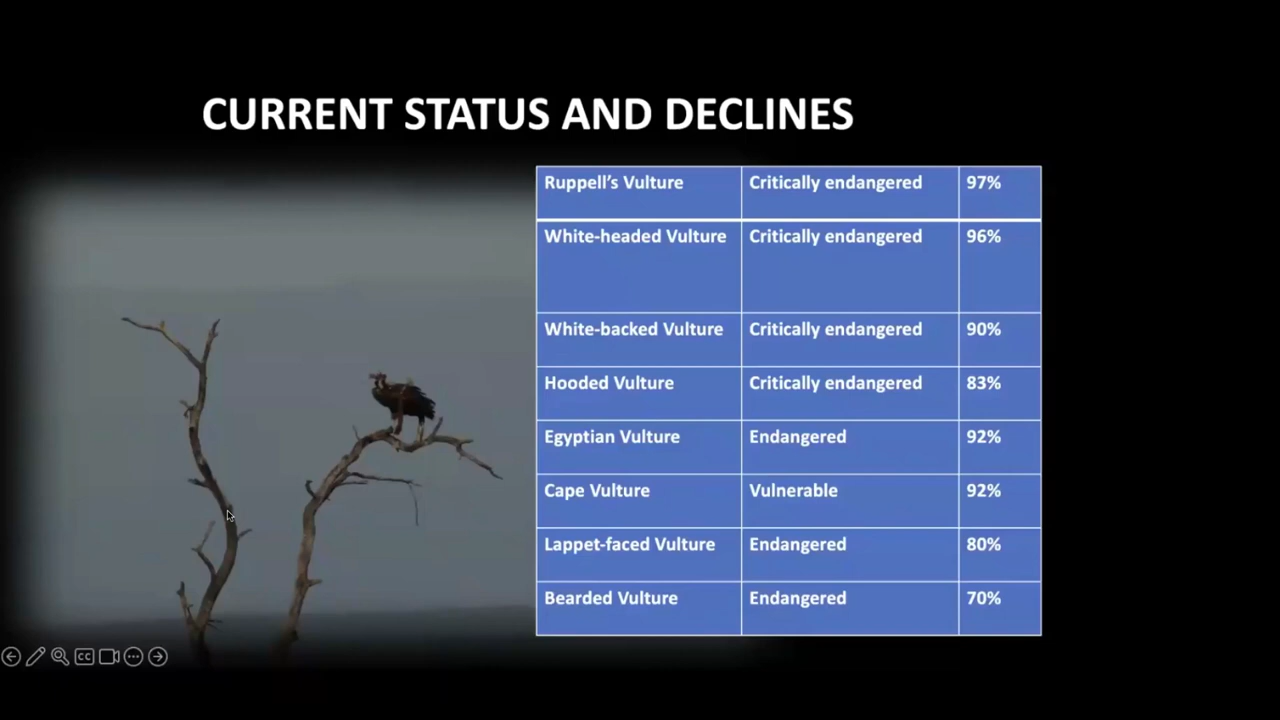 CURRENT STATUS AND DECLINES
Ruppell's Vulture Critically endangered 97%
White-headed Vulture Critically endangered 96%
White-backed Vulture Critically endangered 90%
Hooded Vulture Critically endangered 83%
Egyptian Vulture Endangered 92%
Cape Vulture Vulnerable 92%
Lappet-faced Vulture Endangered 80%
Bearded Vulture Endangered 70%
CC